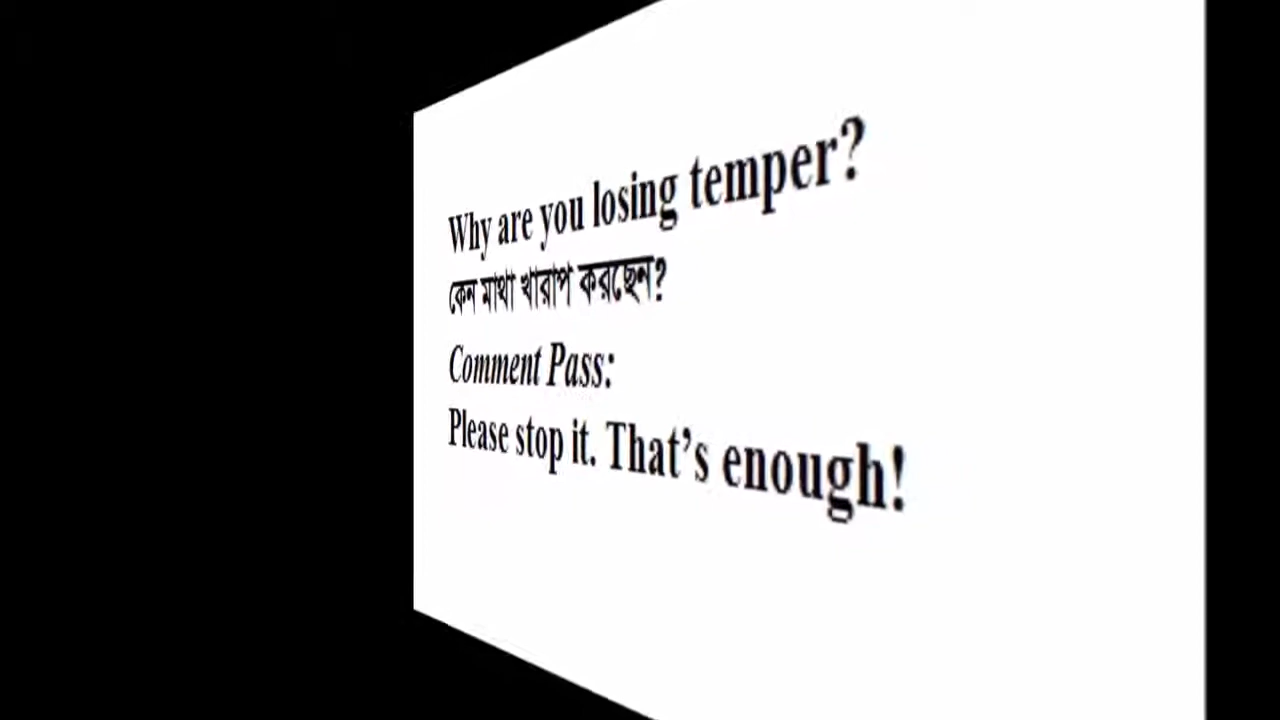 Why are you losing temper?
কেন মাথা খারাপ করছেন?
Comment Pass:
Please stop it. That’s enough!